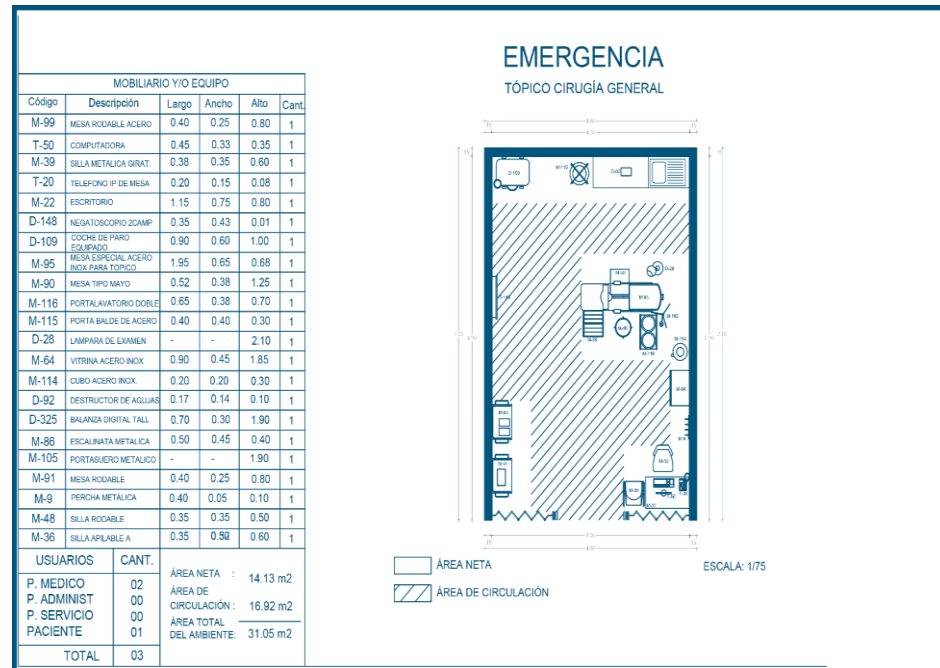 EMERGENCIA
TÓPICO CIRUGÍA GENERAL
MOBILIARIO Y/O EQUIPO
Código Descripción Largo Ancho Alto Cant.
M-99 MESA RODABLE ACERO 0.40 0.25 0.80 1
T-50 COMPUTADORA 0.45 0.33 0.35 1
M-39 SILLA METALICA GIRAT. 0.38 0.35 0.60 1
T-20 TELEFONO IP DE MESA 0.20 0.15 0.08 1
M-22 ESCRITORIO 1.15 0.75 0.80 1
D-148 NEGATOSCOPIO 2CAMP 0.35 0.43 0.01 1
D-109 COCHE DE PARO EQUIPADO 0.90 0.60 1.00 1
M-95 MESA ESPECIAL ACERO INOX PARA TOPICO 1.95 0.65 0.68 1
M-90 MESA TIPO MAYO 0.52 0.38 1.25 1
M-116 PORTALAVATORIO DOBLE 0.65 0.38 0.70 1
M-115 PORTA BALDE DE ACERO 0.40 0.40 0.30 1
D-28 LAMPARA DE EXAMEN - - 2.10 1
M-64 VITRINA ACERO INOX 0.90 0.45 1.85 1
M-114 CUBO ACERO INOX. 0.20 0.20 0.30 1
D-92 DESTRUCTOR DE AGUJAS 0.17 0.14 0.10 1
D-325 BALANZA DIGITAL TALL 0.70 0.30 1.90 1
M-86 ESCALINATA METALICA 0.50 0.45 0.40 1
M-105 PORTASUERO METALICO - - 1.90 1
M-91 MESA RODABLE 0.40 0.25 0.80 1
M-9 PERCHA METÁLICA 0.40 0.05 0.10 1
M-48 SILLA RODABLE 0.35 0.35 0.50 1
M-36 SILLA APILABLE A 0.35 0.60 1
USUARIOS CANT.
P. MEDICO 02
P. ADMINIST 00
P. SERVICIO 00
PACIENTE 01
TOTAL 03
ÁREA NETA : 14.13 m2
ÁREA DE
CIRCULACIÓN : 16.92 m2
ÁREA TOTAL
DEL AMBIENTE: 31.05 m2
D-109
M-115
ÁREA NETA
ÁREA DE CIRCULACIÓN
ESCALA: 1/75